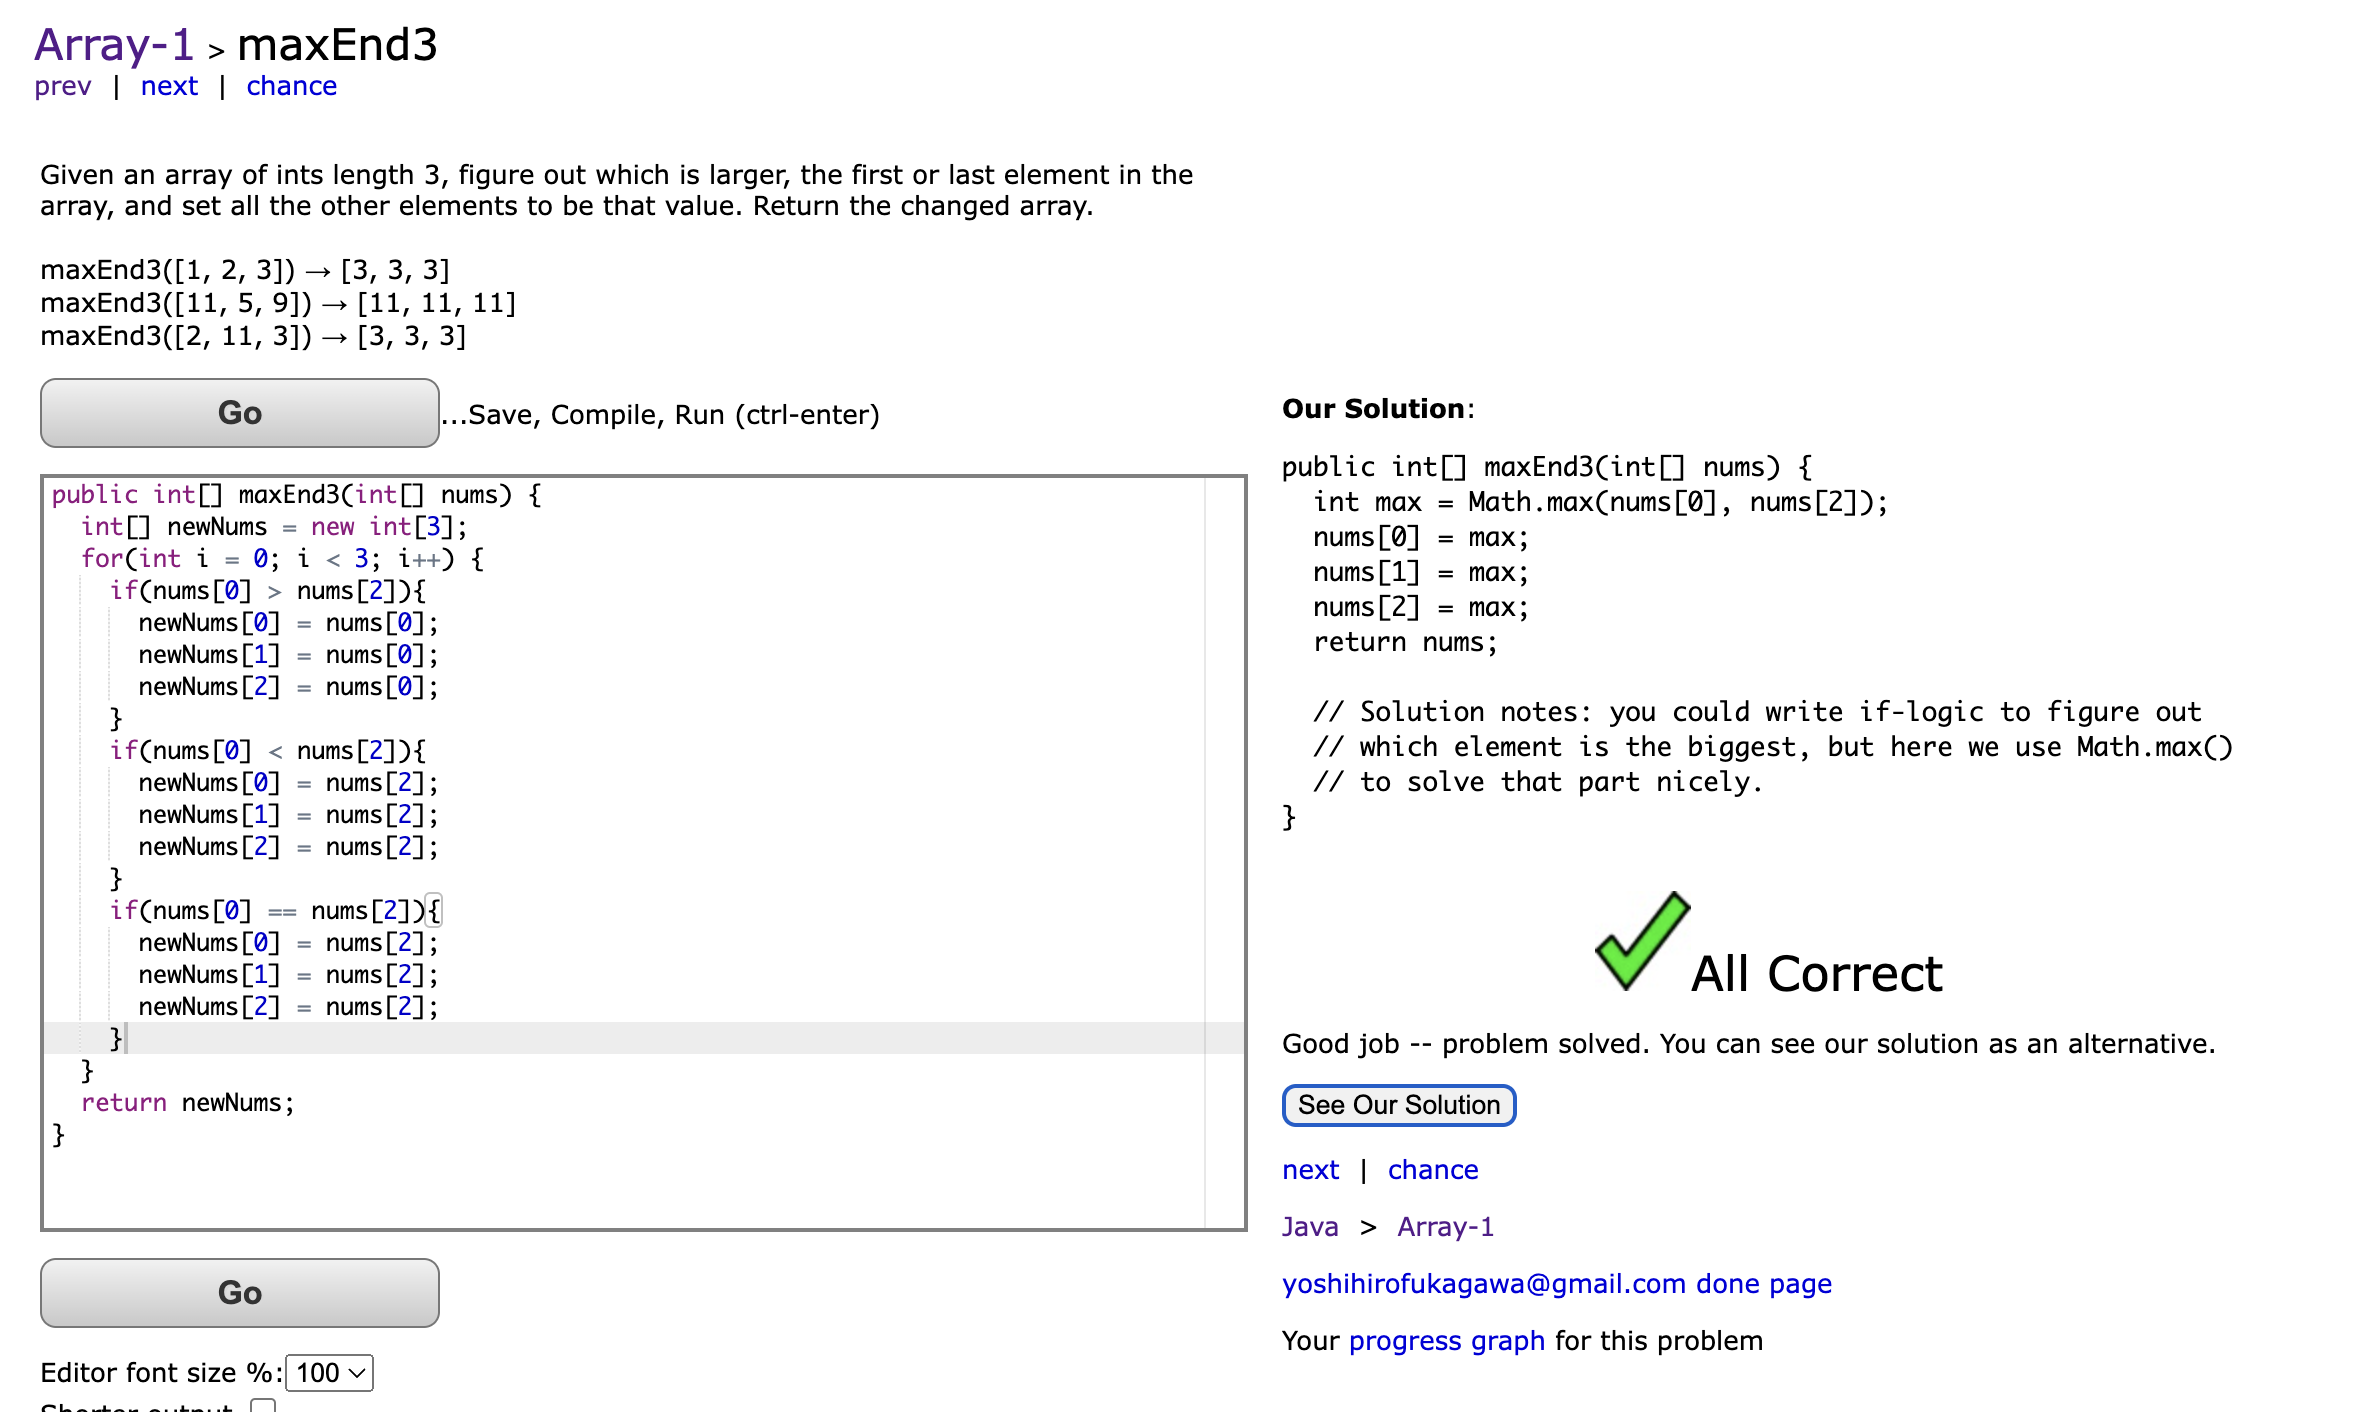 Array-1 > maxEnd3
prev | next | chance
Given an array of ints length 3, figure out which is larger, the first or last element in the
array, and set all the other elements to be that value. Return the changed array.
maxEnd3([1, 2, 3]) → [3, 3, 3]
maxEnd3([11, 5, 9]) → [11, 11, 11]
maxEnd3([2, 11, 3]) → [3, 3, 3]
Go ...Save, Compile, Run (ctrl-enter)
public int[] maxEnd3(int[] nums) {
  int[] newNums = new int[3];
  for(int i = 0; i < 3; i++) {
    if(nums[0] > nums[2]){
      newNums[0] = nums[0];
      newNums[1] = nums[0];
      newNums[2] = nums[0];
    }
    if(nums[0] < nums[2]){
      newNums[0] = nums[2];
      newNums[1] = nums[2];
      newNums[2] = nums[2];
    }
    if(nums[0] == nums[2]){
      newNums[0] = nums[2];
      newNums[1] = nums[2];
      newNums[2] = nums[2];
    }
  }
  return newNums;
}
Go
Editor font size %: 100
Shorter output
Our Solution:
public int[] maxEnd3(int[] nums) {
  int max = Math.max(nums[0], nums[2]);
  nums[0] = max;
  nums[1] = max;
  nums[2] = max;
  return nums;
  // Solution notes: you could write if-logic to figure out
  // which element is the biggest, but here we use Math.max()
  // to solve that part nicely.
}
All Correct
Good job -- problem solved. You can see our solution as an alternative.
See Our Solution
next | chance
Java > Array-1
yoshihirofukagawa@gmail.com done page
Your progress graph for this problem